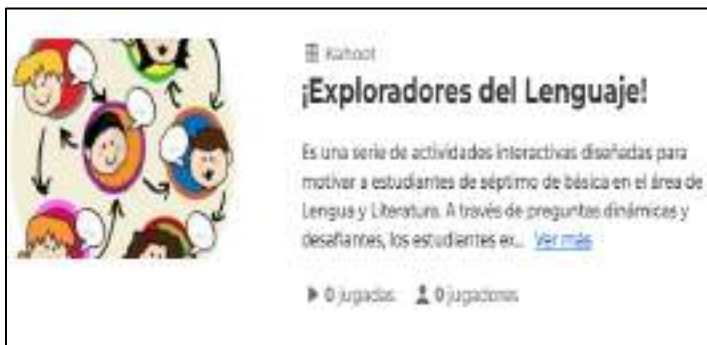 Kahoot
¡Exploradores del Lenguaje!
Es una serie de actividades interactivas diseñadas para
motivar a estudiantes de séptimo de básica en el área de
Lengua y Literatura. A través de preguntas dinámicas y
desafiantes, los estudiantes ex... Ver más
0 jugadas 0 jugadores